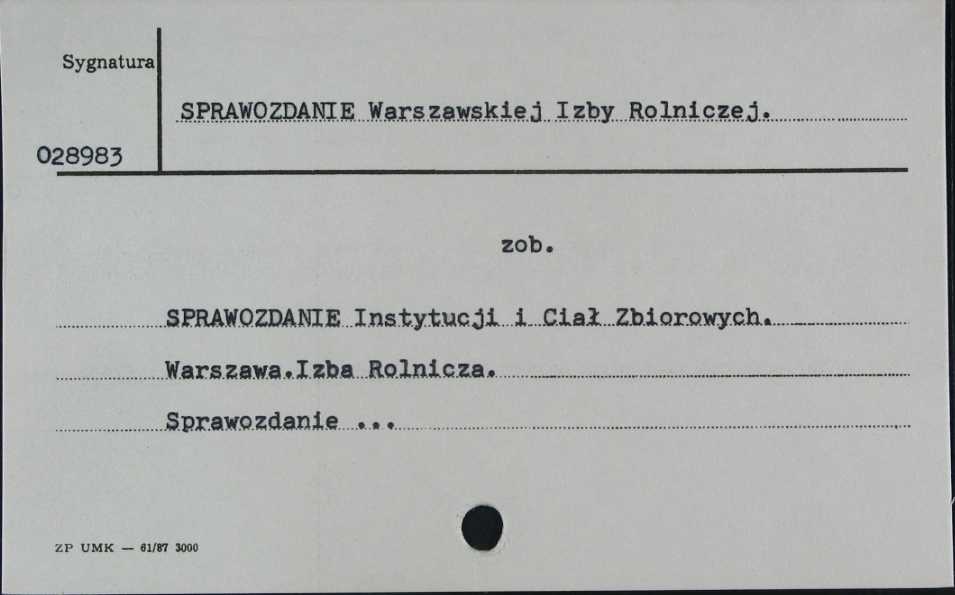 Sygnatura
SPRAWOZDANIE Warszawskiej Izby Rolniczej.
028983
zob.
SPRAWOZDANIE Instytucji i Ciał Zbiorowych.
Warszawa.Izba Rolnicza.
Sprawozdanie ...
ZP UMK — 61/87 3000